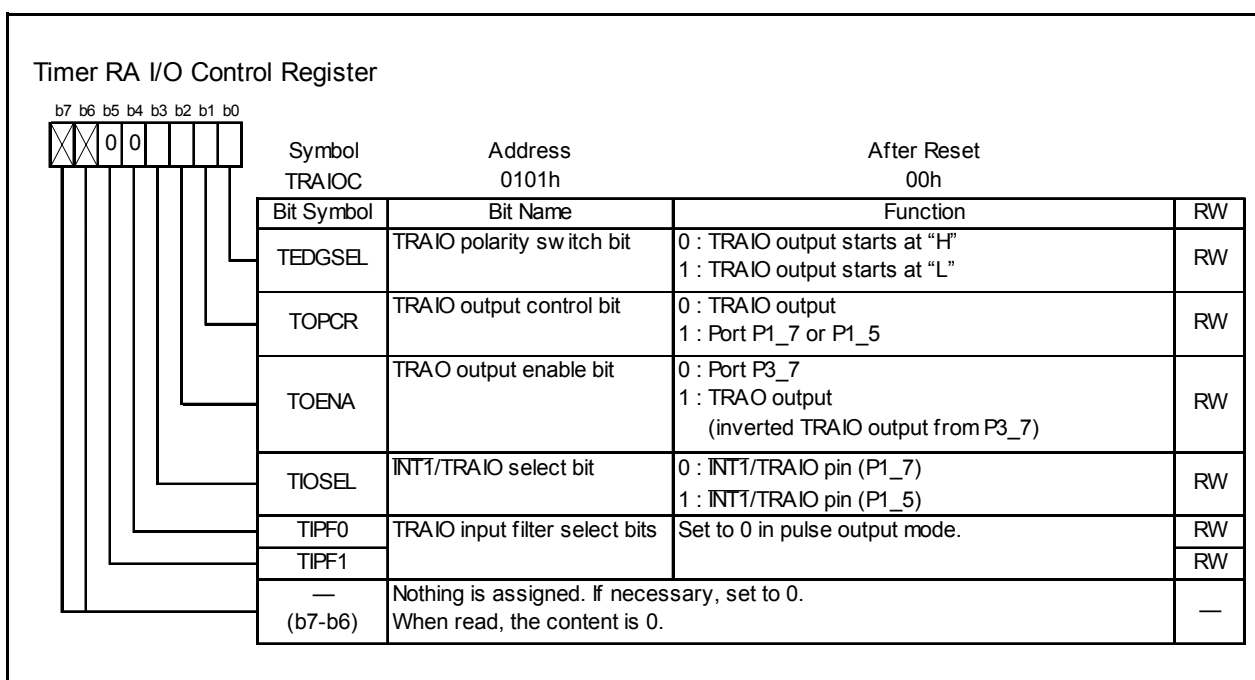 Timer RA I/O Control Register
b7 b6 b5 b4 b3 b2 b1 b0
0 0
Symbol Address After Reset
TRAIOC 0101h 00h
Bit Symbol Bit Name Function RW
TEDGSEL TRAIO polarity switch bit 0 : TRAIO output starts at “H” RW
1 : TRAIO output starts at “L”
TOPCR TRAIO output control bit 0 : TRAIO output RW
1 : Port P1_7 or P1_5
TOENA TRAO output enable bit 0 : Port P3_7 RW
1 : TRAO output
(inverted TRAIO output from P3_7)
TIOSEL INT1/TRAIO select bit 0 : INT1/TRAIO pin (P1_7) RW
1 : INT1/TRAIO pin (P1_5)
TIPF0 TRAIO input filter select bits Set to 0 in pulse output mode. RW
TIPF1 RW
— Nothing is assigned. If necessary, set to 0. —
(b7-b6) When read, the content is 0.